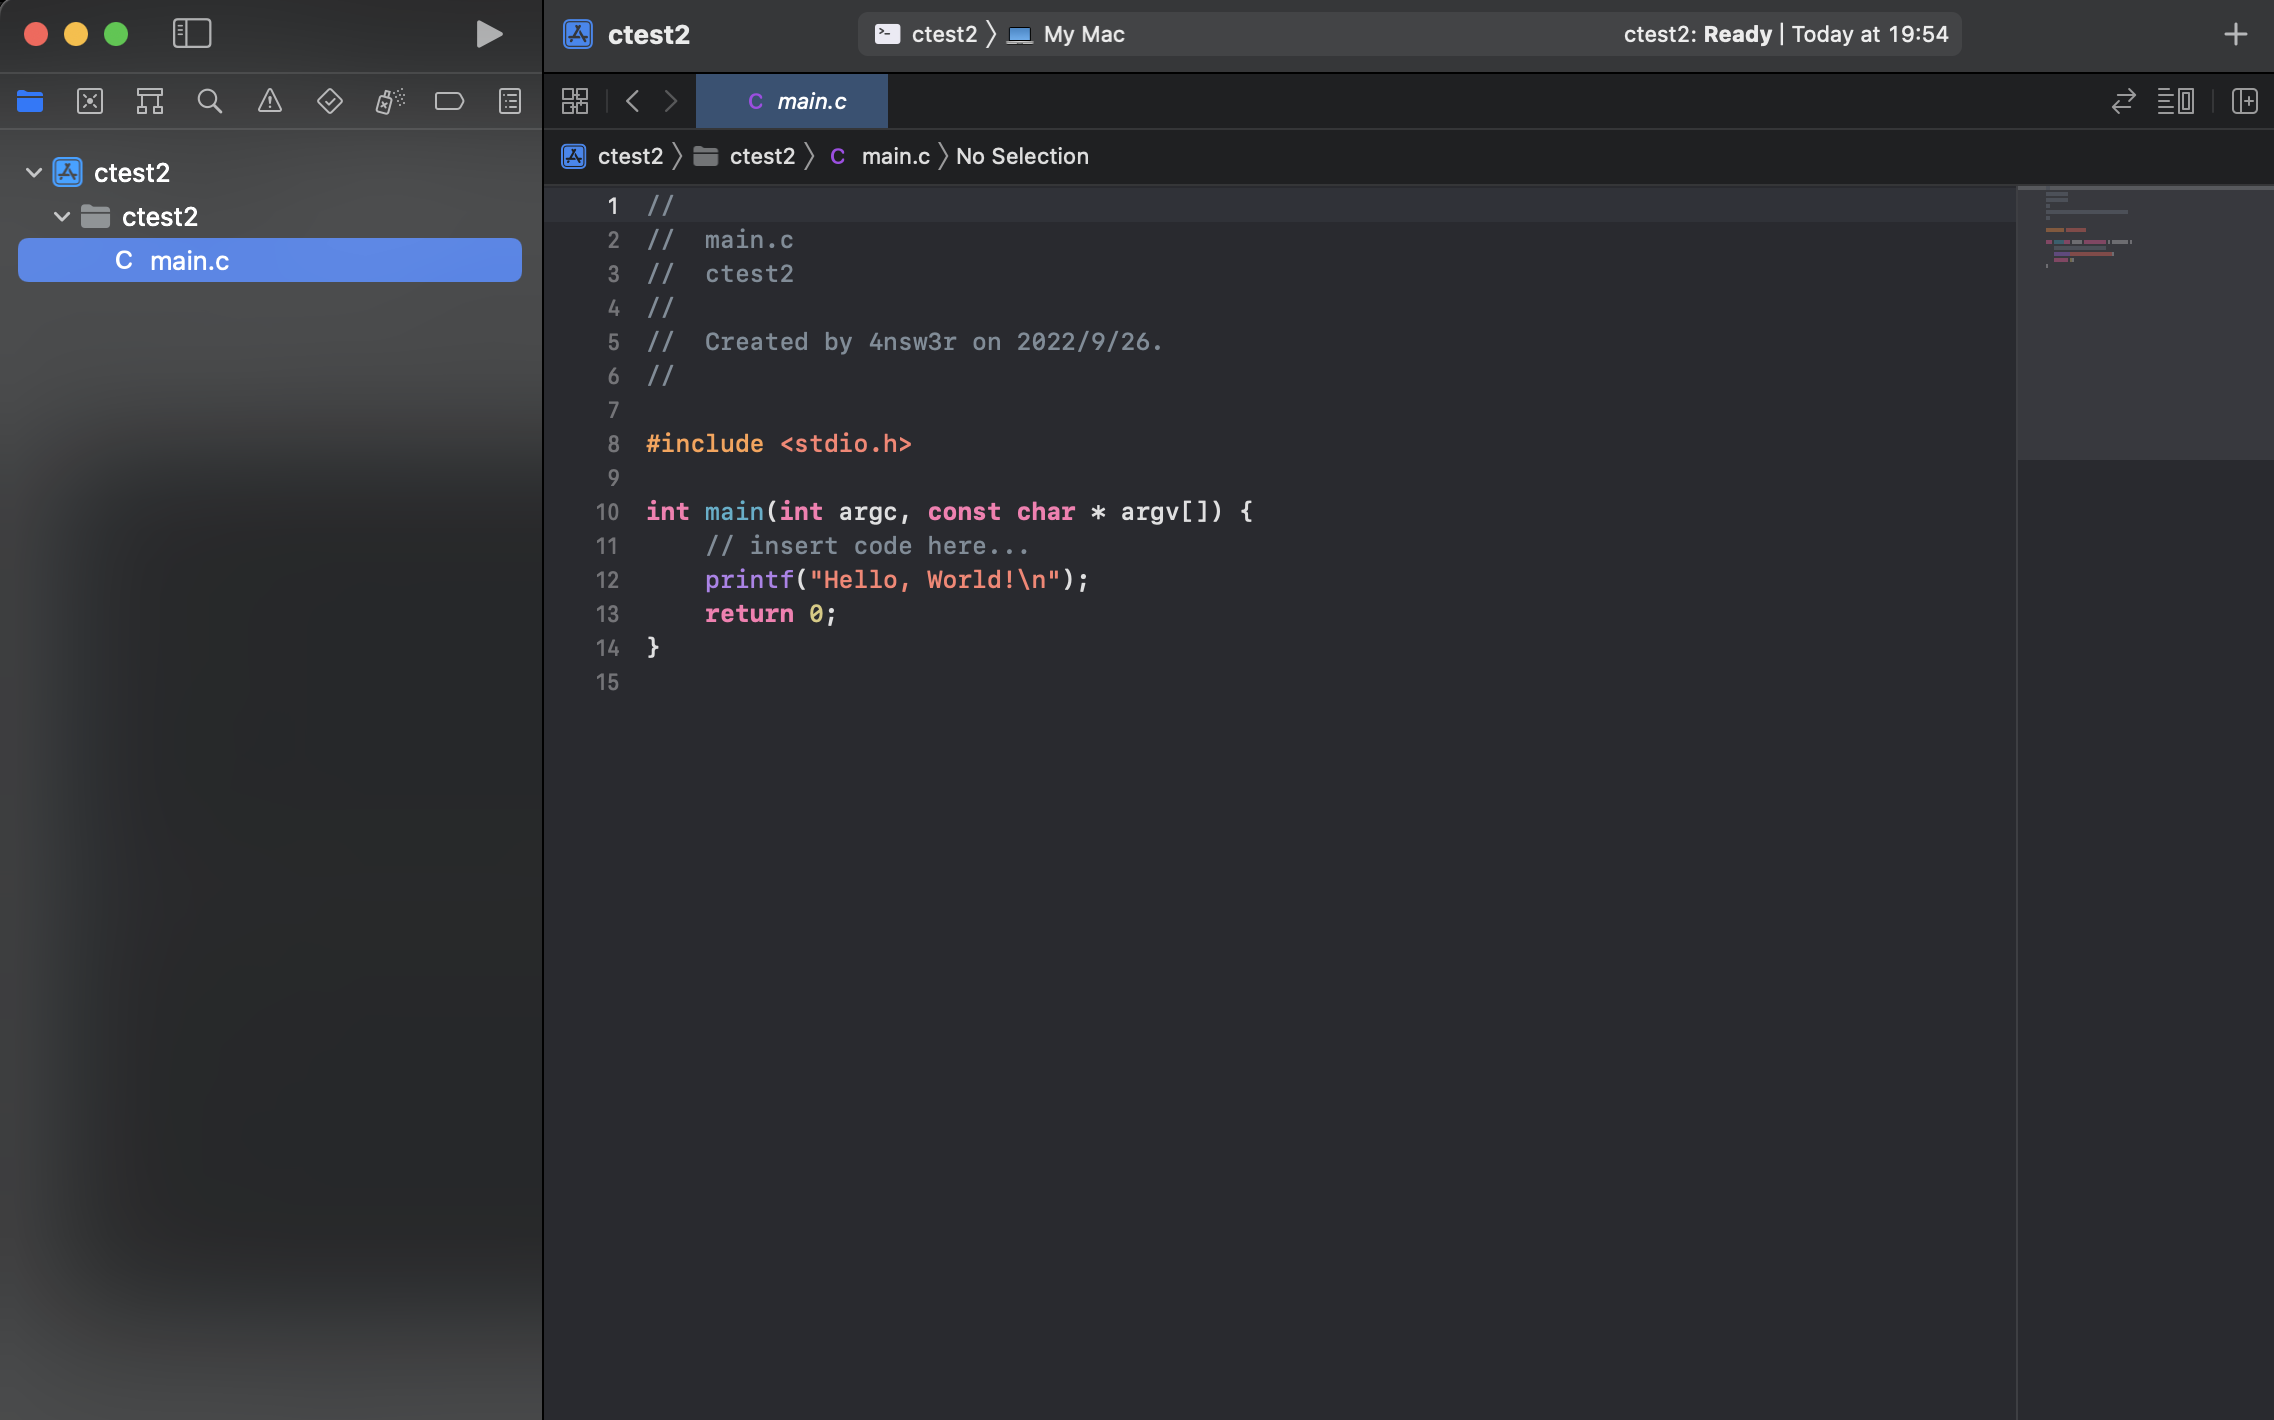 ctest2
ctest2 〉 My Mac
ctest2: Ready | Today at 19:54
C main.c
ctest2 〉 ctest2 〉 C main.c 〉 No Selection
ctest2
ctest2
C main.c
1 //
2 //  main.c
3 //  ctest2
4 //
5 //  Created by 4nsw3r on 2022/9/26.
6 //
7
8 #include <stdio.h>
9
10 int main(int argc, const char * argv[]) {
11     // insert code here...
12     printf("Hello, World!\n");
13     return 0;
14 }
15